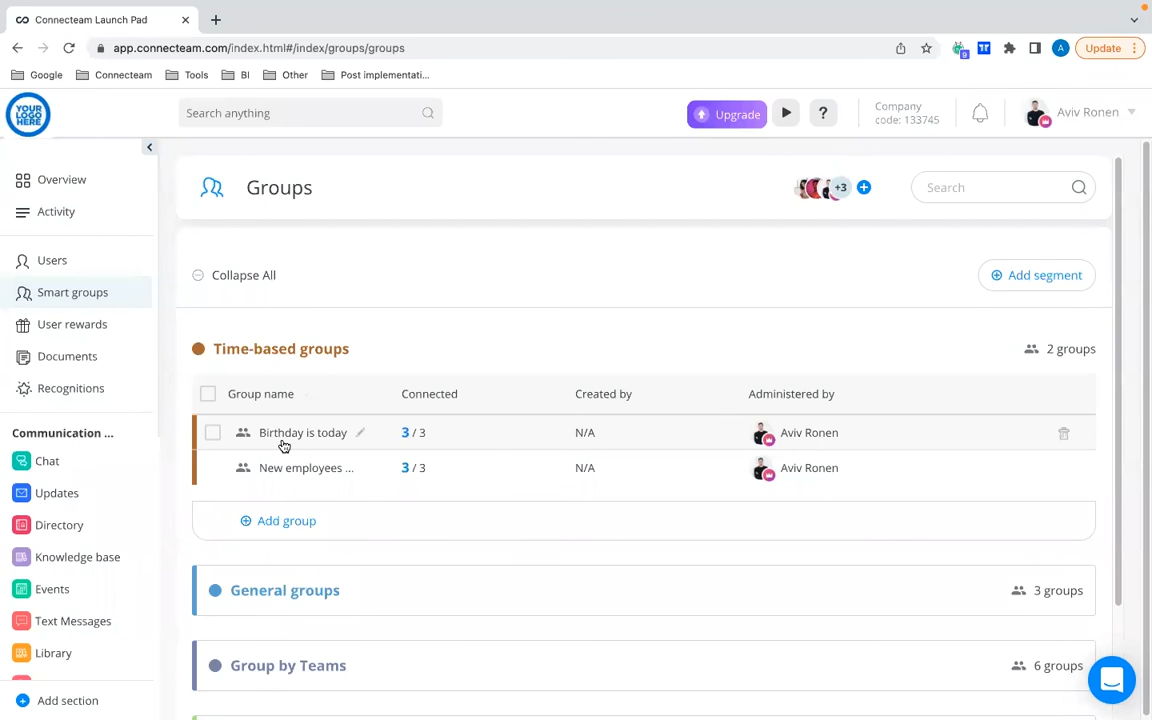 Connecteam Launch Pad
app.connecteam.com/index.html#/index/groups/groups
Update
Google
Connecteam
Tools
BI
Other
Post implementati...
9
YOUR
LOGO
HERE
Search anything
Upgrade
?
Company
code: 133745
Aviv Ronen
A
Overview
Activity
Users
Smart groups
User rewards
Documents
Recognitions
Communication ...
Chat
Updates
Directory
Knowledge base
Events
Text Messages
Library
Add section
Groups
+3
Search
Collapse All
Add segment
Time-based groups
2 groups
Group name
Connected
Created by
Administered by
Birthday is today
3 / 3
N/A
Aviv Ronen
New employees ...
3 / 3
N/A
Aviv Ronen
Add group
General groups
3 groups
Group by Teams
6 groups